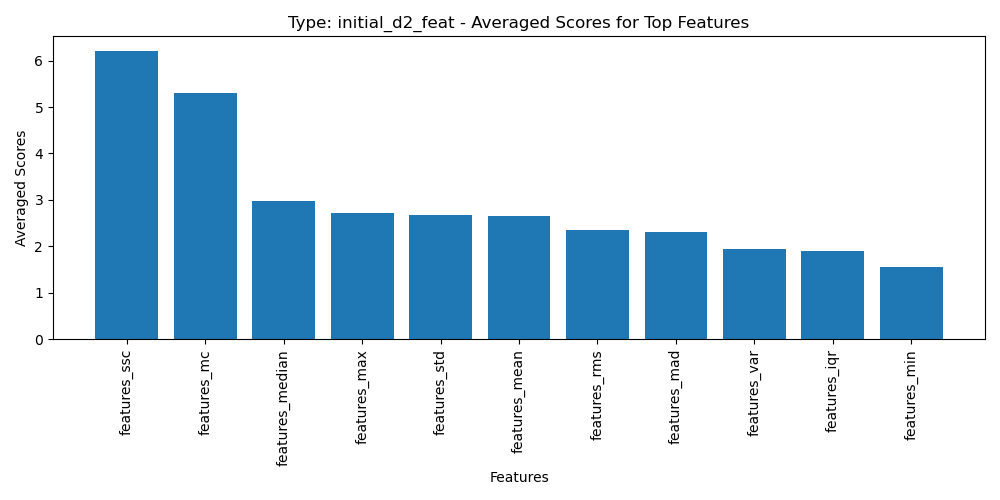 Type: initial_d2_feat - Averaged Scores for Top Features
Averaged Scores
6
5
4
3
2
1
0
features_ssc
features_mc
features_median
features_max
features_std
features_mean
features_rms
features_mad
features_var
features_iqr
features_min
Features